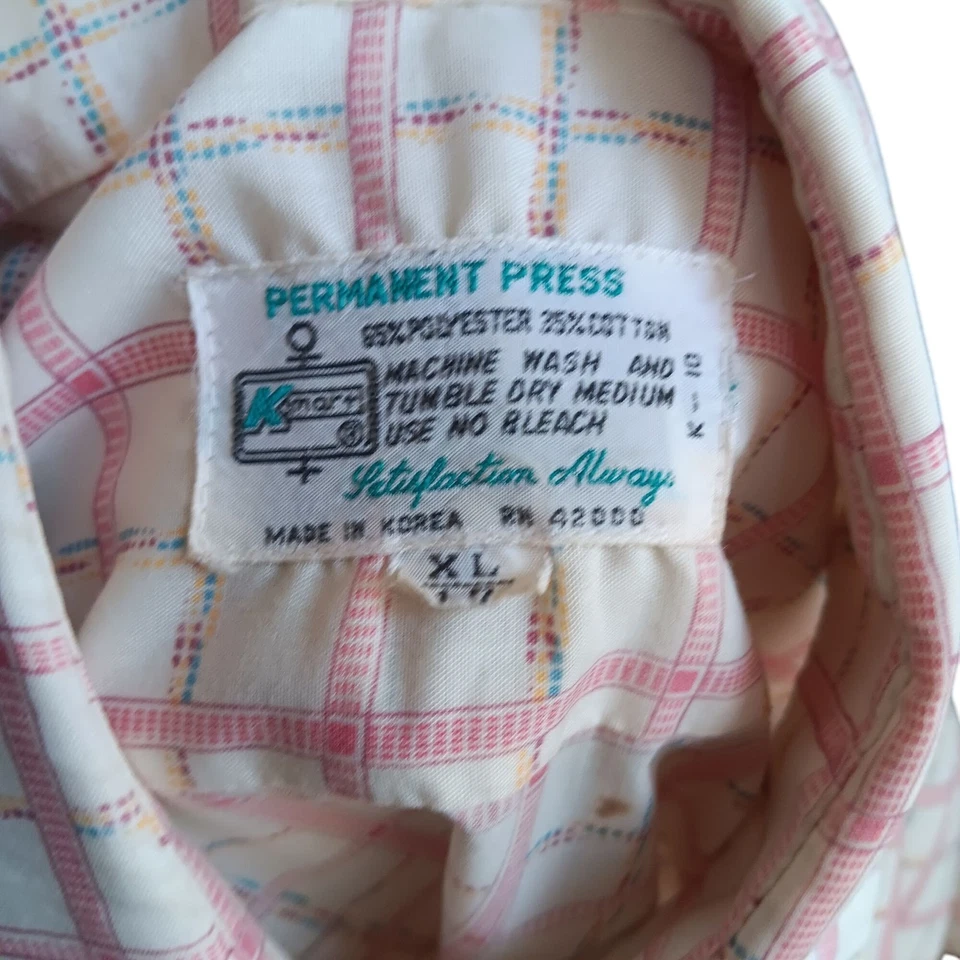 PERMANENT PRESS
65% POLYESTER 35% COTTON
Kmart ®
MACHINE WASH AND
TUMBLE DRY MEDIUM
USE NO BLEACH
K-10
Satisfaction Always
MADE IN KOREA RN 42000
XL